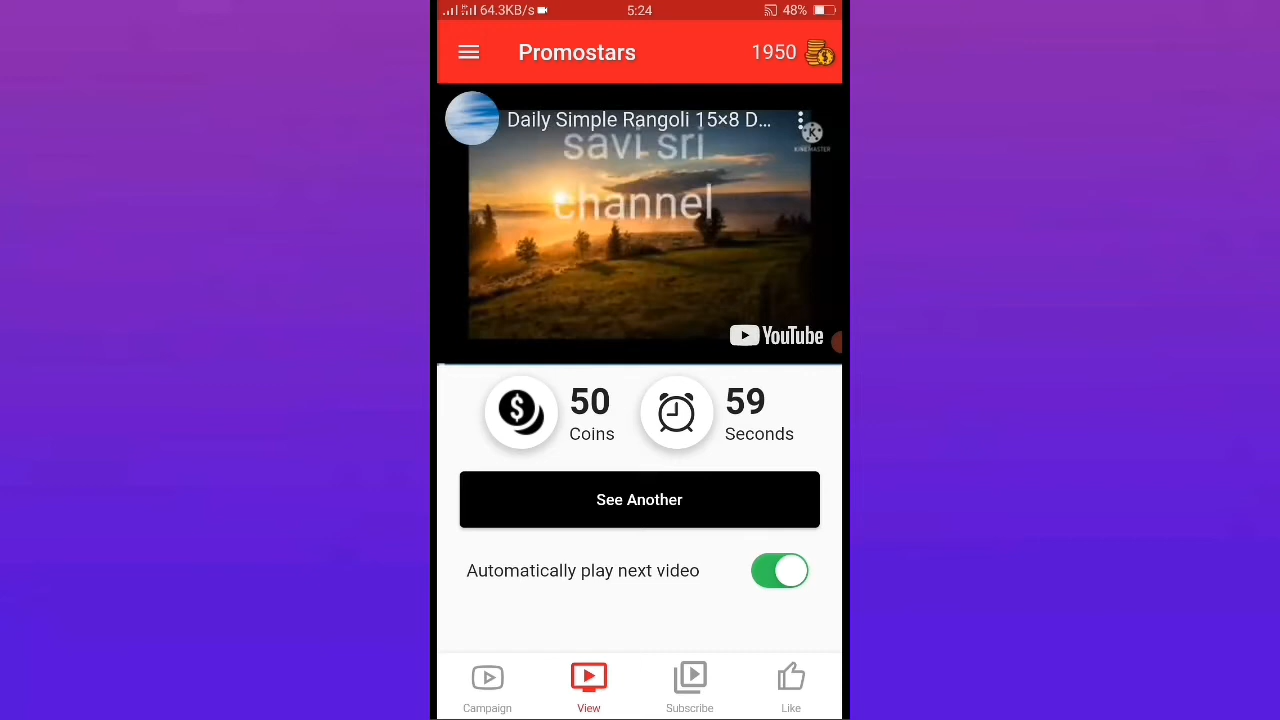 64.3KB/s 5:24 48%
Promostars 1950
Daily Simple Rangoli 15×8 D...
savi sri
channel
KINEMASTER
YouTube
50 59
Coins Seconds
See Another
Automatically play next video
Campaign View Subscribe Like